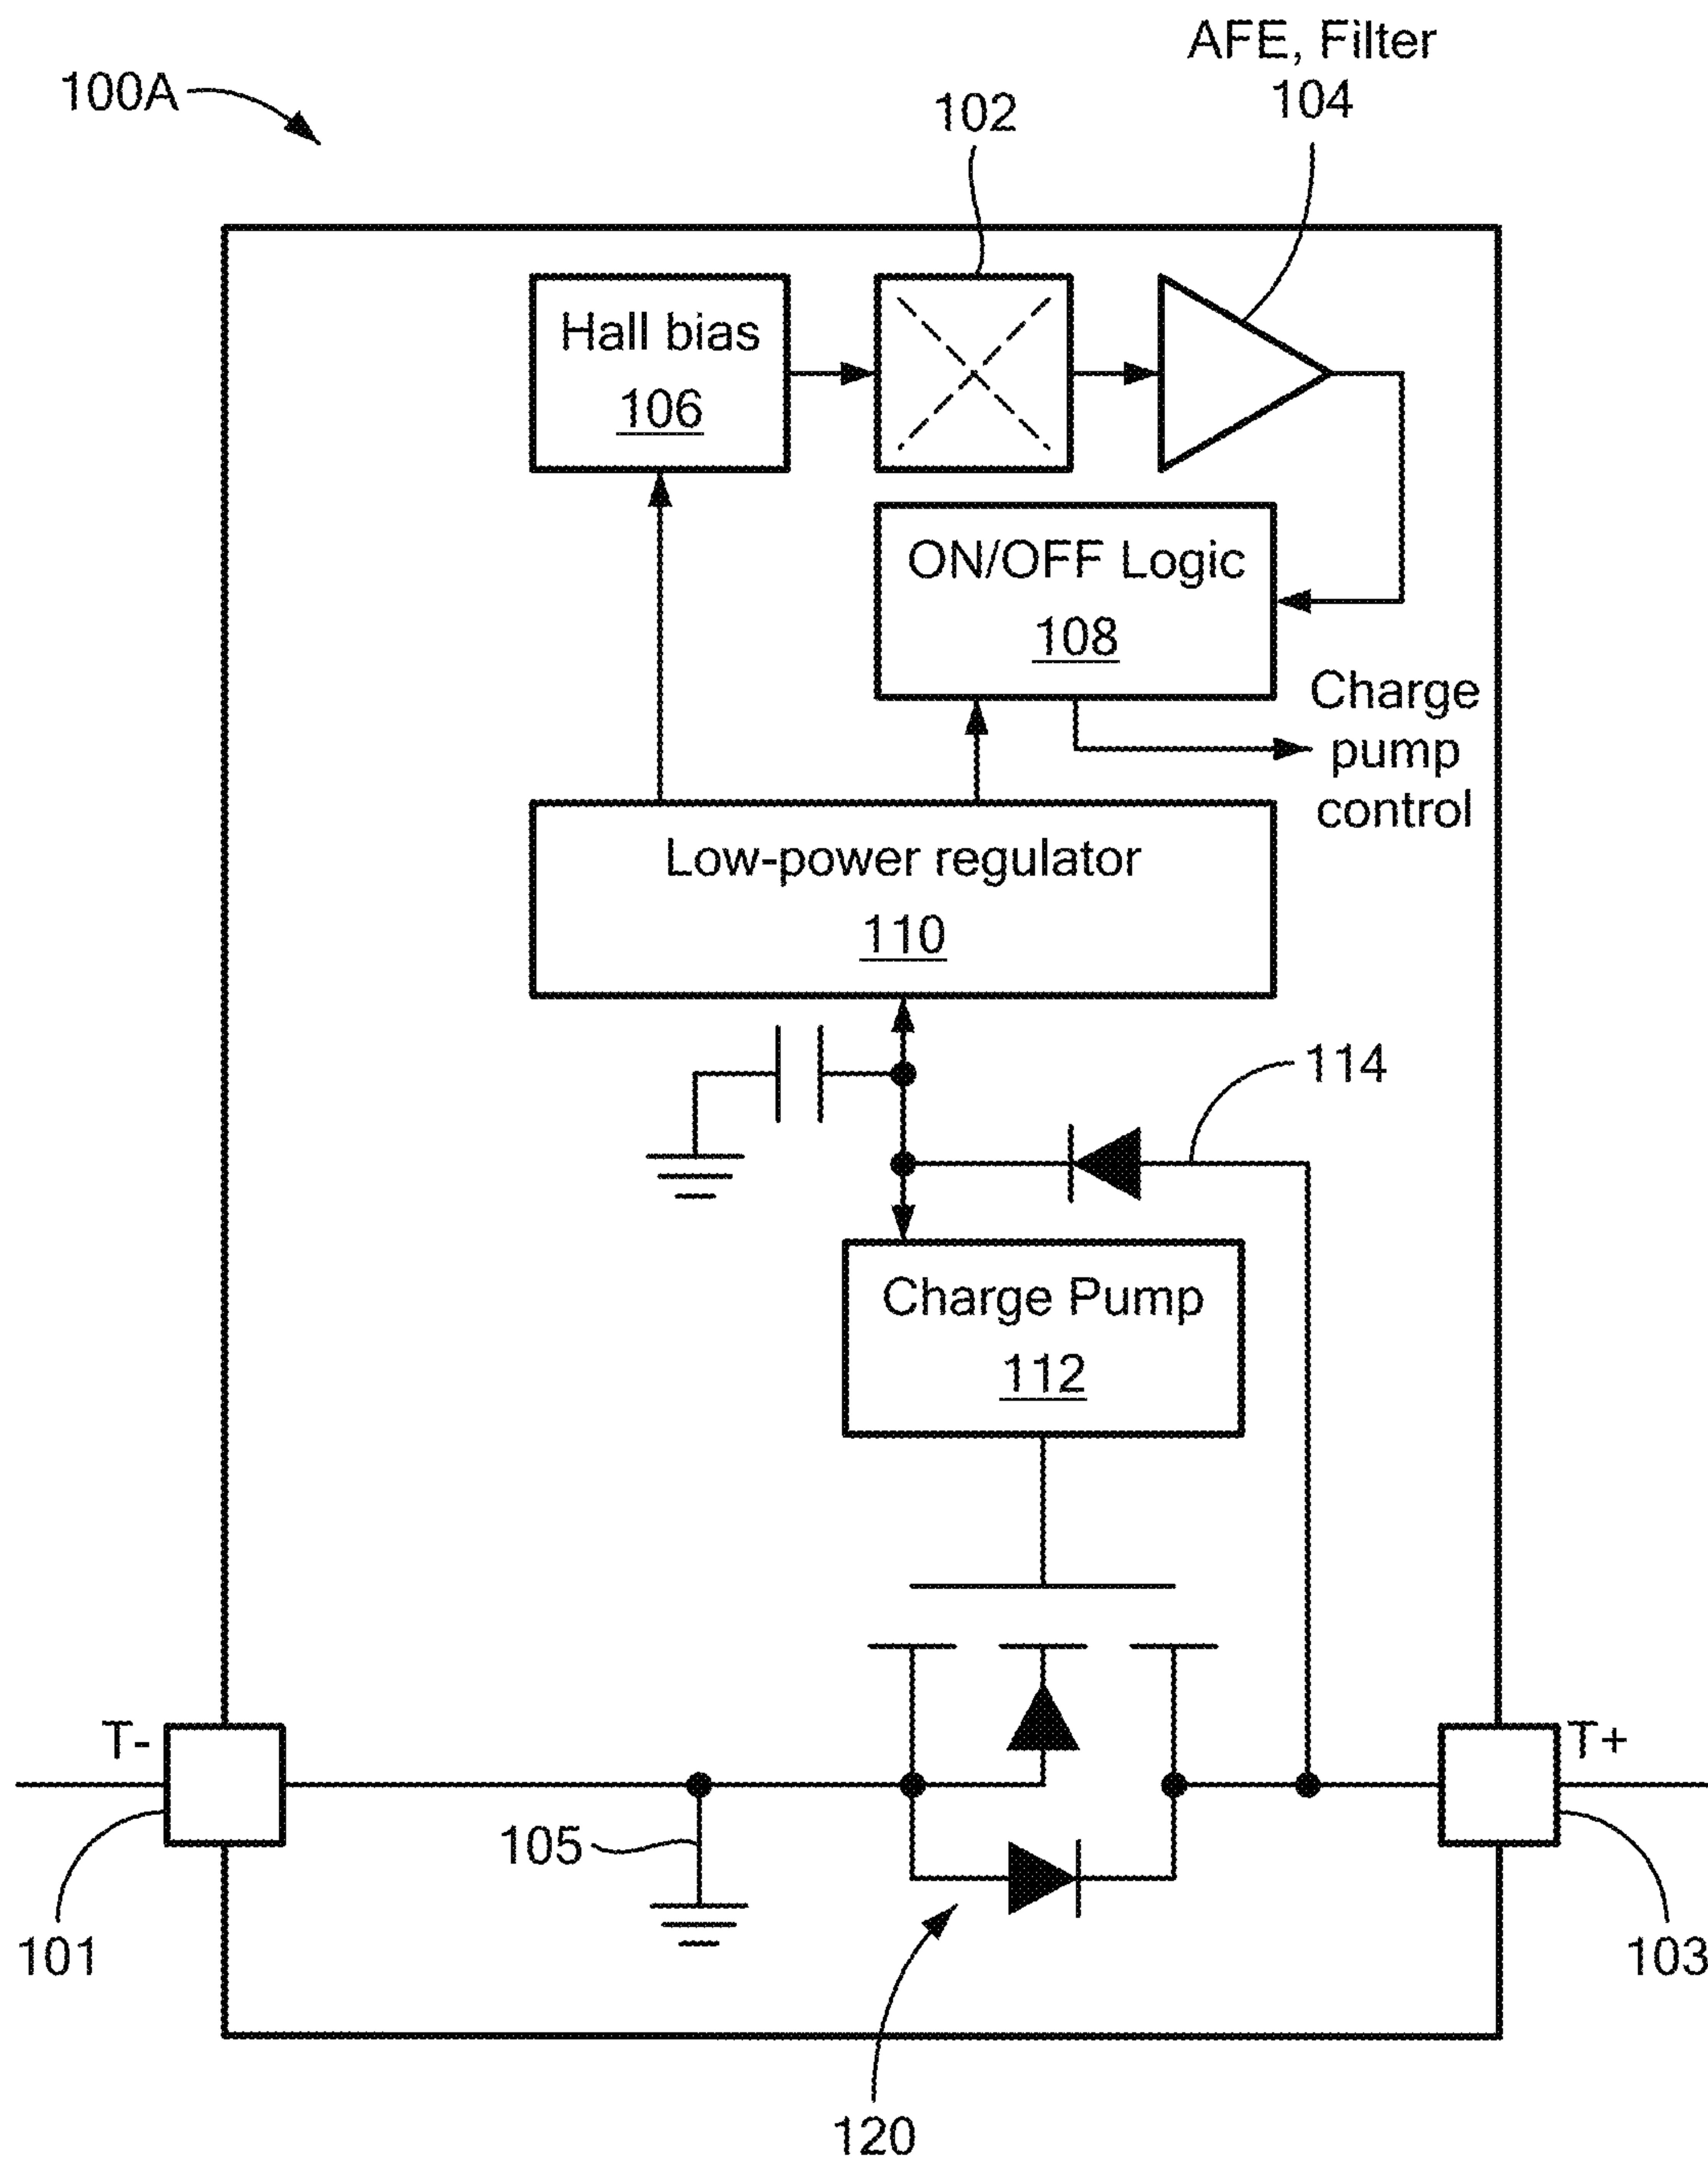 100A
AFE, Filter
104
102
Hall bias
106
ON/OFF Logic
108
Charge
pump
control
Low-power regulator
110
114
Charge Pump
112
T-
T+
105
101
103
120